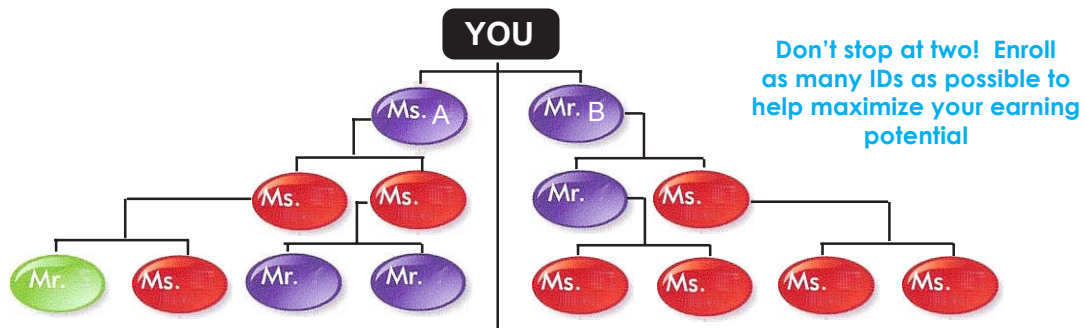 YOU
Don't stop at two! Enroll
as many IDs as possible to
help maximize your earning
potential
Ms. A
Mr. B
Ms.
Ms.
Mr.
Ms.
Mr.
Ms.
Mr.
Mr.
Ms.
Ms.
Ms.
Ms.